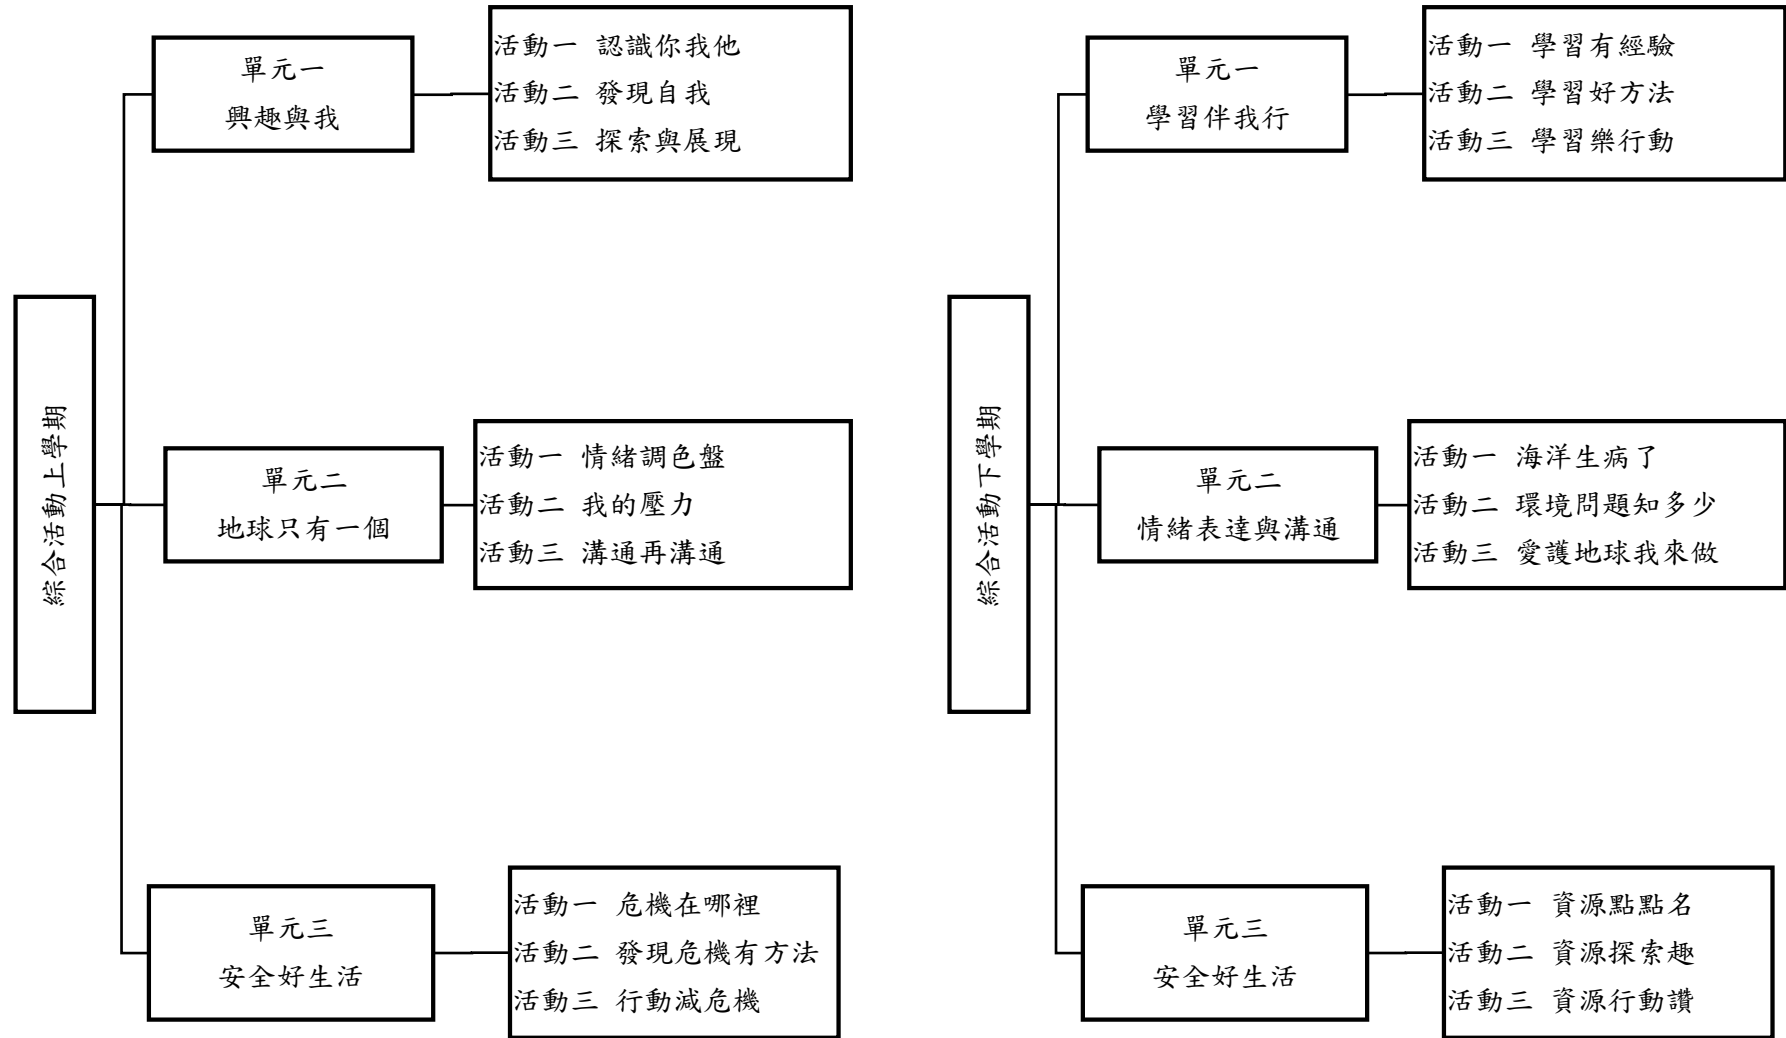 綜合活動上學期
單元一
興趣與我
活動一 認識你我他
活動二 發現自我
活動三 探索與展現
單元二
地球只有一個
活動一 情緒調色盤
活動二 我的壓力
活動三 溝通再溝通
單元三
安全好生活
活動一 危機在哪裡
活動二 發現危機有方法
活動三 行動減危機
綜合活動下學期
單元一
學習伴我行
活動一 學習有經驗
活動二 學習好方法
活動三 學習樂行動
單元二
情緒表達與溝通
活動一 海洋生病了
活動二 環境問題知多少
活動三 愛護地球我來做
單元三
安全好生活
活動一 資源點點名
活動二 資源探索趣
活動三 資源行動讚